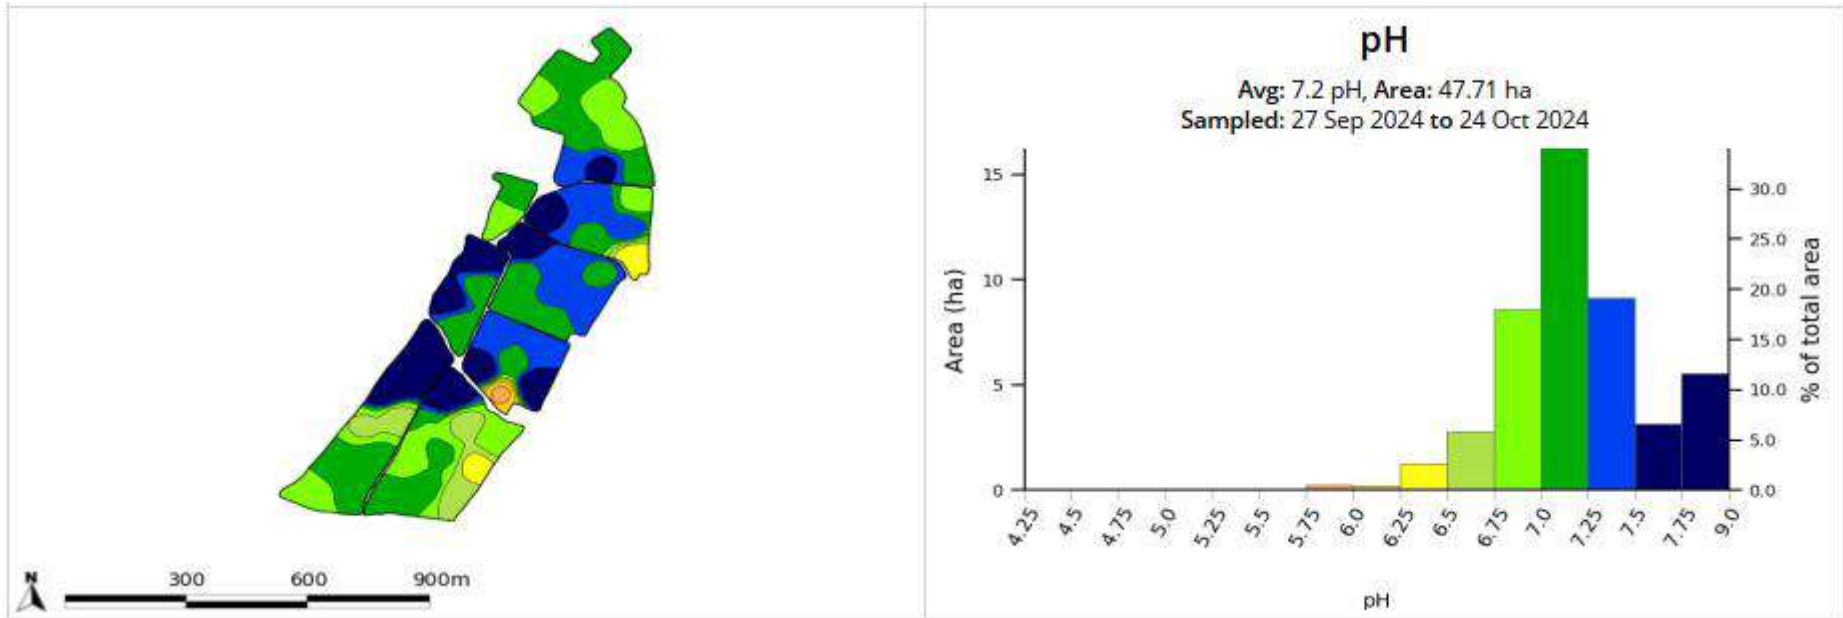 pH
Avg: 7.2 pH, Area: 47.71 ha
Sampled: 27 Sep 2024 to 24 Oct 2024
Area (ha)
15
10
5
0
% of total area
30.0
25.0
20.0
15.0
10.0
5.0
0.0
4.25 4.5 4.75 5.0 5.25 5.5 5.75 6.0 6.25 6.5 6.75 7.0 7.25 7.5 7.75 9.0
pH
N
300 600 900m